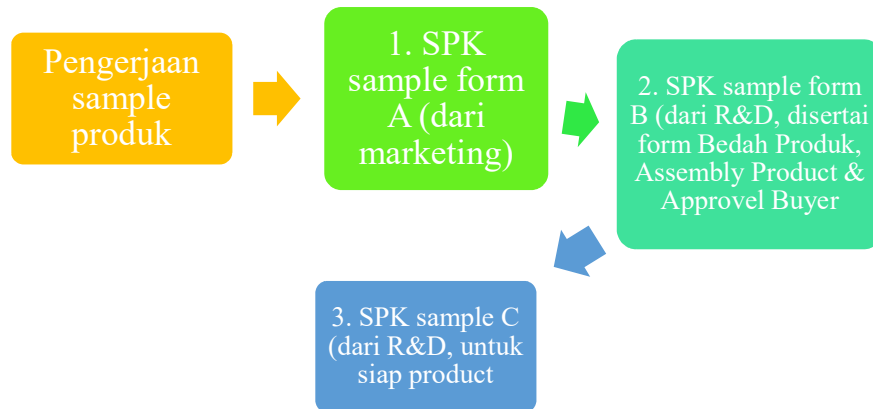 Pengerjaan
sample
produk
1. SPK
sample form
A (dari
marketing)
2. SPK sample form
B (dari R&D, disertai
form Bedah Produk,
Assembly Product &
Approvel Buyer
3. SPK sample C
(dari R&D, untuk
siap product